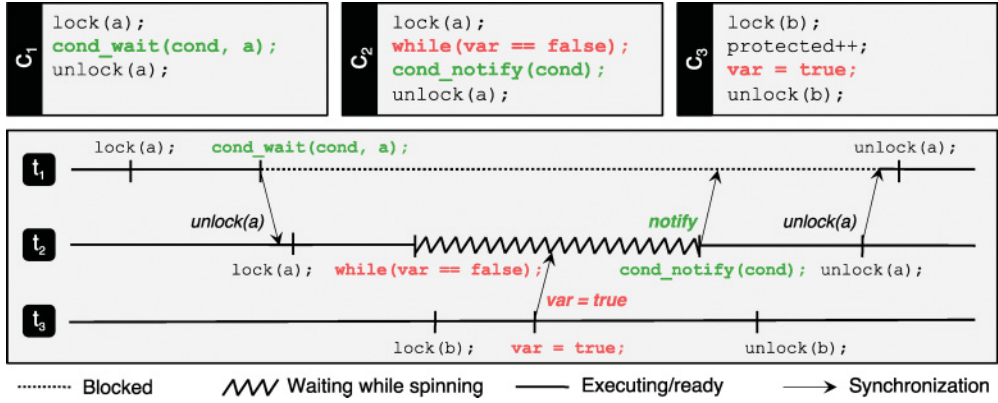 C1
lock(a);
cond_wait(cond, a);
unlock(a);
C2
lock(a);
while(var == false);
cond_notify(cond);
unlock(a);
C3
lock(b);
protected++;
var = true;
unlock(b);
lock(a); cond_wait(cond, a); unlock(a);
t1
unlock(a) notify unlock(a)
t2
lock(a); while(var == false); cond_notify(cond); unlock(a);
var = true
t3
lock(b); var = true; unlock(b);
Blocked Waiting while spinning Executing/ready Synchronization